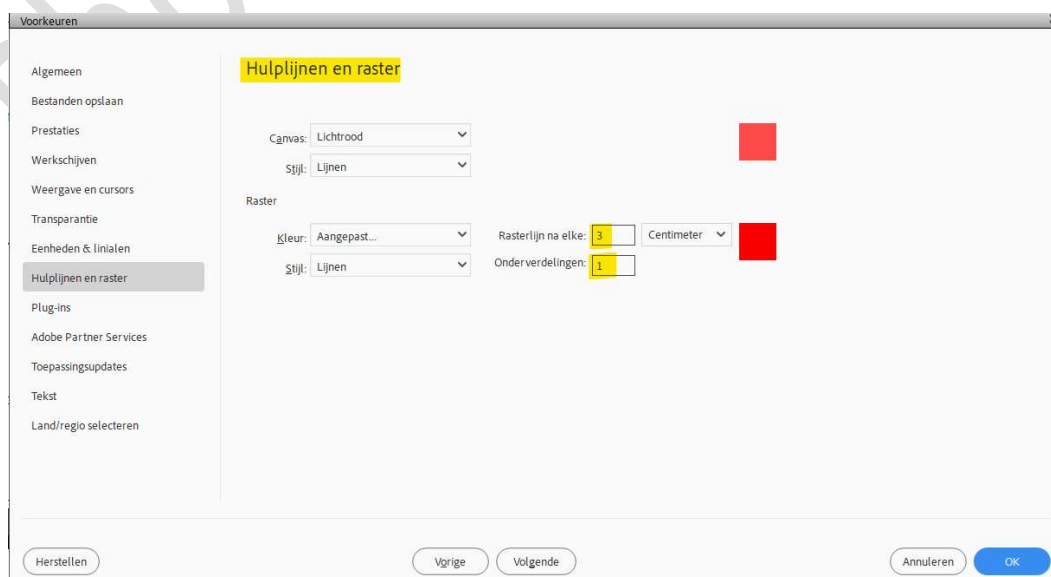 Voorkeuren
Algemeen
Bestanden opslaan
Prestaties
Werkschijven
Weergave en cursors
Transparantie
Eenheden & linialen
Hulplijnen en raster
Plug-ins
Adobe Partner Services
Toepassingsupdates
Tekst
Land/regio selecteren
Hulplijnen en raster
Canvas: Lichtrood
Stijl: Lijnen
Raster
Kleur: Aangepast... Rasterlijn na elke: 3 Centimeter
Stijl: Lijnen Onderverdelingen: 1
Herstellen Vorige Volgende Annuleren OK